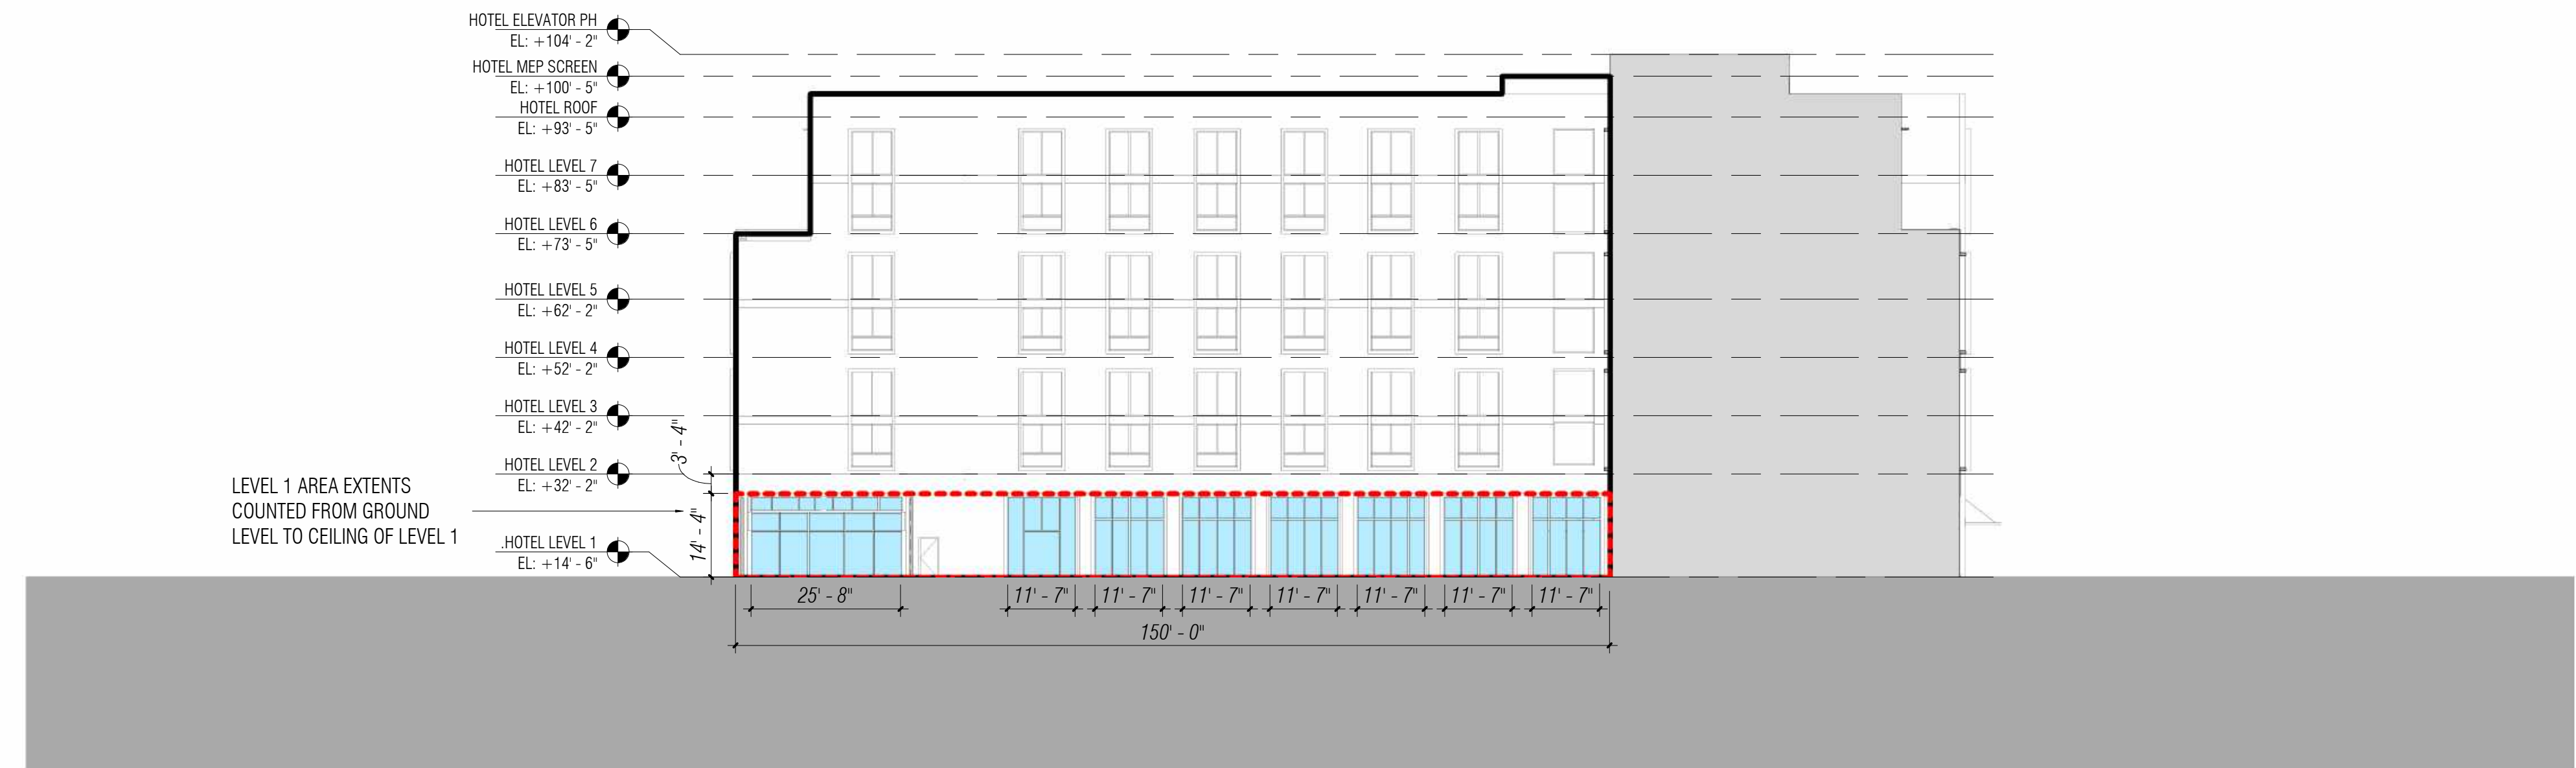 HOTEL ELEVATOR PH
EL: +104' - 2"
HOTEL MEP SCREEN
EL: +100' - 5"
HOTEL ROOF
EL: +93' - 5"
HOTEL LEVEL 7
EL: +83' - 5"
HOTEL LEVEL 6
EL: +73' - 5"
HOTEL LEVEL 5
EL: +62' - 2"
HOTEL LEVEL 4
EL: +52' - 2"
HOTEL LEVEL 3
EL: +42' - 2"
3' - 4"
HOTEL LEVEL 2
EL: +32' - 2"
LEVEL 1 AREA EXTENTS
COUNTED FROM GROUND
LEVEL TO CEILING OF LEVEL 1
14' - 4"
.HOTEL LEVEL 1
EL: +14' - 6"
25' - 8" 11' - 7" 11' - 7" 11' - 7" 11' - 7" 11' - 7" 11' - 7" 11' - 7"
150' - 0"